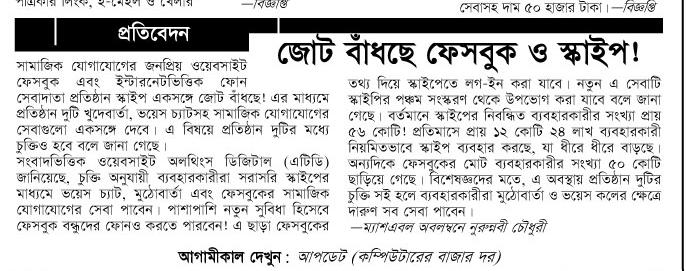 পত্রিকার লিংক, ই-মেইল ও খেলার —বিজ্ঞপ্তি
সেবাসহ দাম ৫০ হাজার টাকা।—বিজ্ঞপ্তি
প্রতিবেদন
জোট বাঁধছে ফেসবুক ও স্কাইপ!
সামাজিক যোগাযোগের জনপ্রিয় ওয়েবসাইট
ফেসবুক এবং ইন্টারনেটভিত্তিক ফোন
সেবাদাতা প্রতিষ্ঠান স্কাইপ একসঙ্গে জোট বাঁধছে! এর মাধ্যমে
প্রতিষ্ঠান দুটি খুদেবার্তা, ভয়েস চ্যাটসহ সামাজিক যোগাযোগের
সেবাগুলো একসঙ্গে দেবে। এ বিষয়ে প্রতিষ্ঠান দুটির মধ্যে
চুক্তিও হবে বলে জানা গেছে।
সংবাদভিত্তিক ওয়েবসাইট অলথিংস ডিজিটাল (এটিডি)
জানিয়েছে, চুক্তি অনুযায়ী ব্যবহারকারীরা সরাসরি স্কাইপের
মাধ্যমে ভয়েস চ্যাট, মুঠোবার্তা এবং ফেসবুকের সামাজিক
যোগাযোগের সেবা পাবেন। পাশাপাশি নতুন সুবিধা হিসেবে
ফেসবুক বন্ধুদের ফোনও করতে পারবেন! এ ছাড়া ফেসবুকের
তথ্য দিয়ে স্কাইপেতে লগ-ইন করা যাবে। নতুন এ সেবাটি
স্কাইপির পঞ্চম সংস্করণ থেকে উপভোগ করা যাবে বলে জানা
গেছে। বর্তমানে স্কাইপের নিবন্ধিত ব্যবহারকারীর সংখ্যা প্রায়
৫৬ কোটি! প্রতিমাসে প্রায় ১২ কোটি ২৪ লাখ ব্যবহারকারী
নিয়মিতভাবে স্কাইপ ব্যবহার করছে, যা ধীরে ধীরে বাড়ছে।
অন্যদিকে ফেসবুকের মোট ব্যবহারকারীর সংখ্যা ৫০ কোটি
ছাড়িয়ে গেছে। বিশেষজ্ঞদের মতে, এ অবস্থায় প্রতিষ্ঠান দুটির
চুক্তি সই হলে ব্যবহারকারীরা মুঠোবার্তা ও ভয়েস কলের ক্ষেত্রে
দারুণ সব সেবা পাবেন।
—ম্যাশএবল অবলম্বনে নুরুন্নবী চৌধুরী
আগামীকাল দেখুন : আপডেট (কম্পিউটারের বাজার দর)